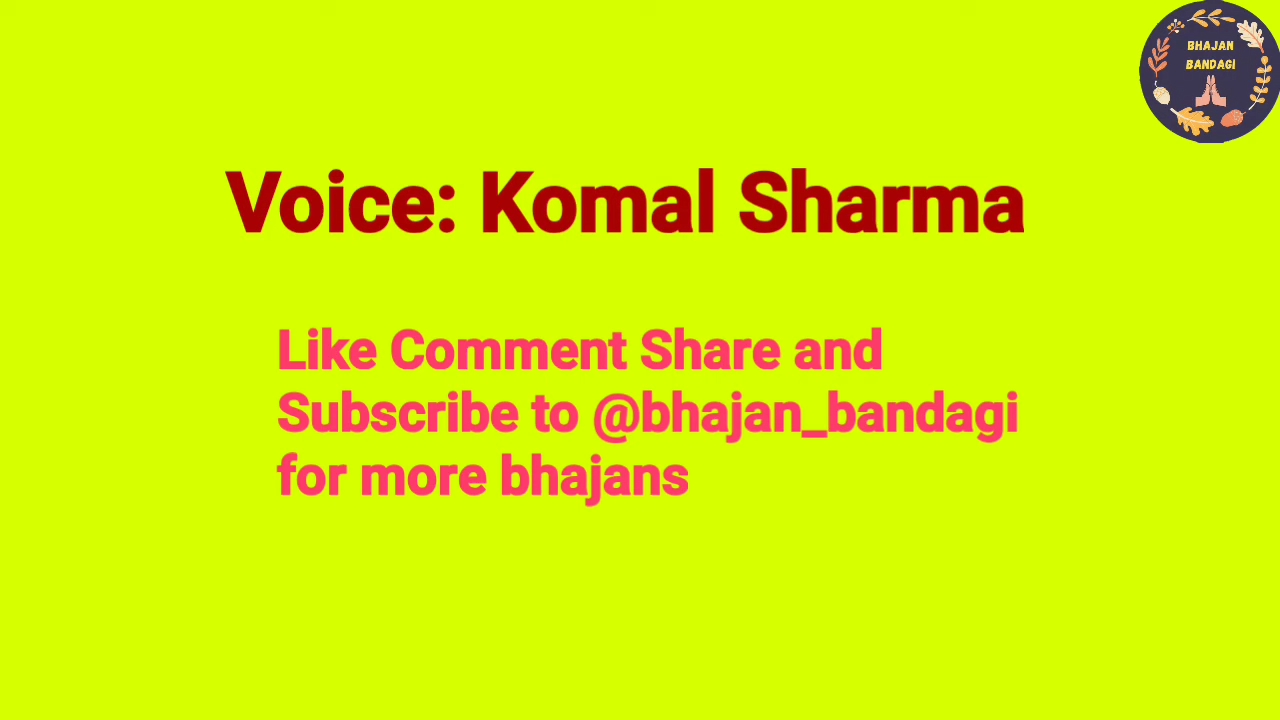 BHAJAN
BANDAGI
Voice: Komal Sharma
Like Comment Share and
Subscribe to @bhajan_bandagi
for more bhajans